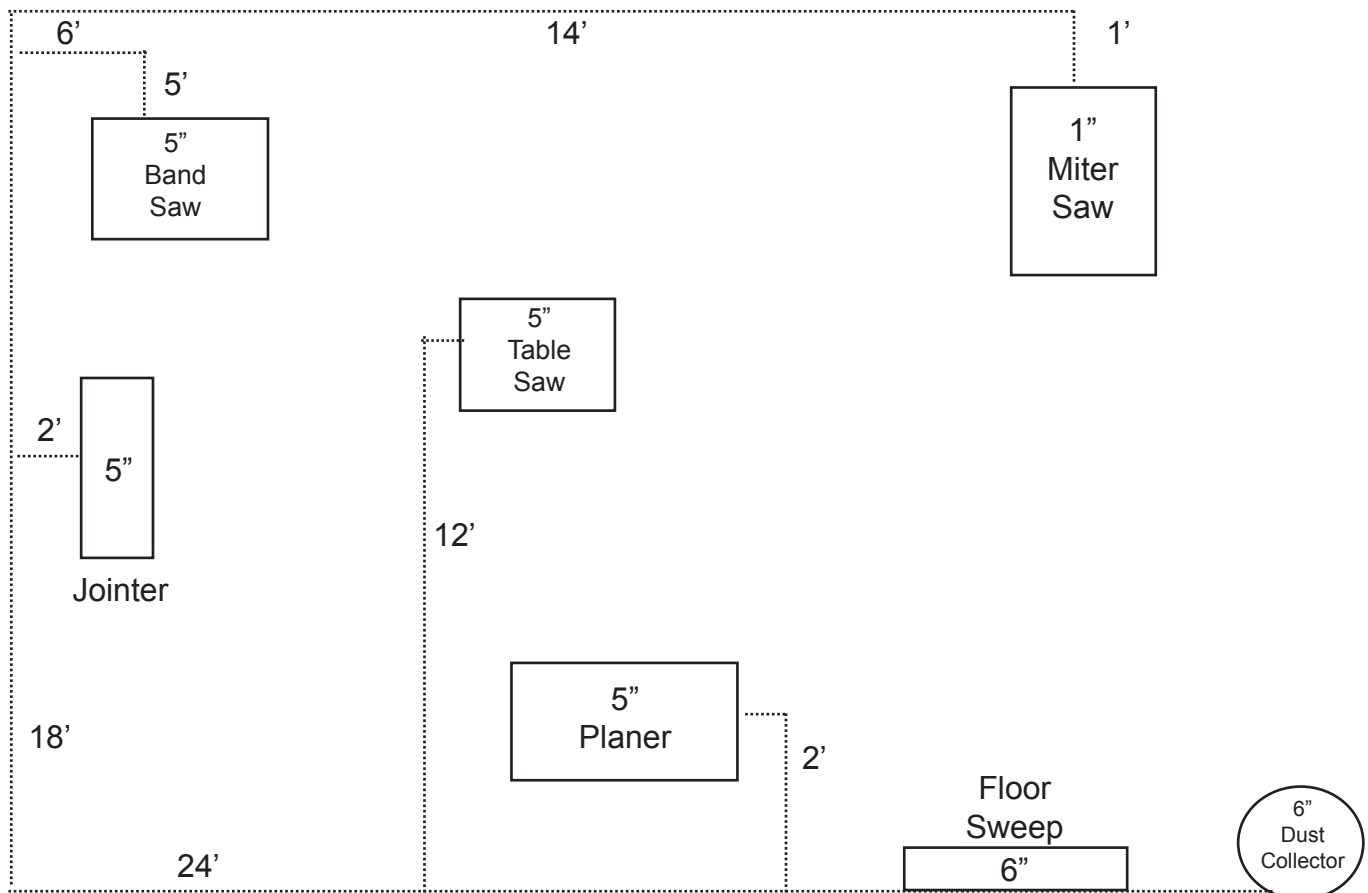 6’
14’
1’
5’
5”
Band
Saw
1”
Miter
Saw
5”
Table
Saw
2’
5”
Jointer
12’
5”
Planer
18’
2’
Floor
Sweep
6”
6”
Dust
Collector
24’